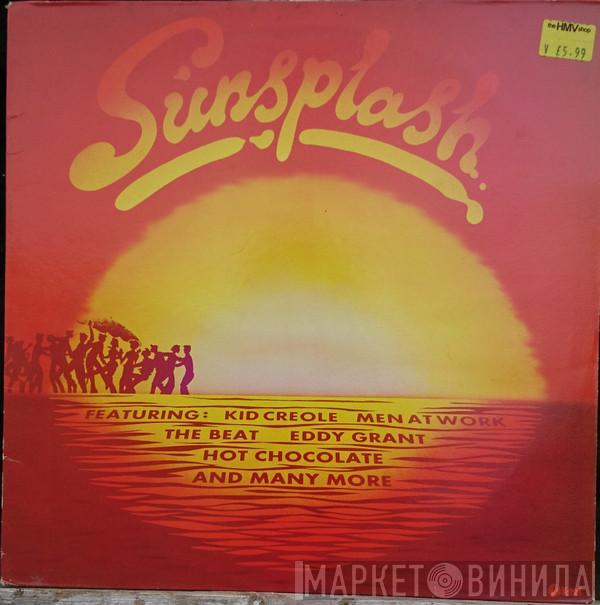 the HMV shop
V £5.99
Sunsplash
FEATURING: KID CREOLE MEN AT WORK
THE BEAT EDDY GRANT
HOT CHOCOLATE
AND MANY MORE
МАРКЕТ ВИНИЛА